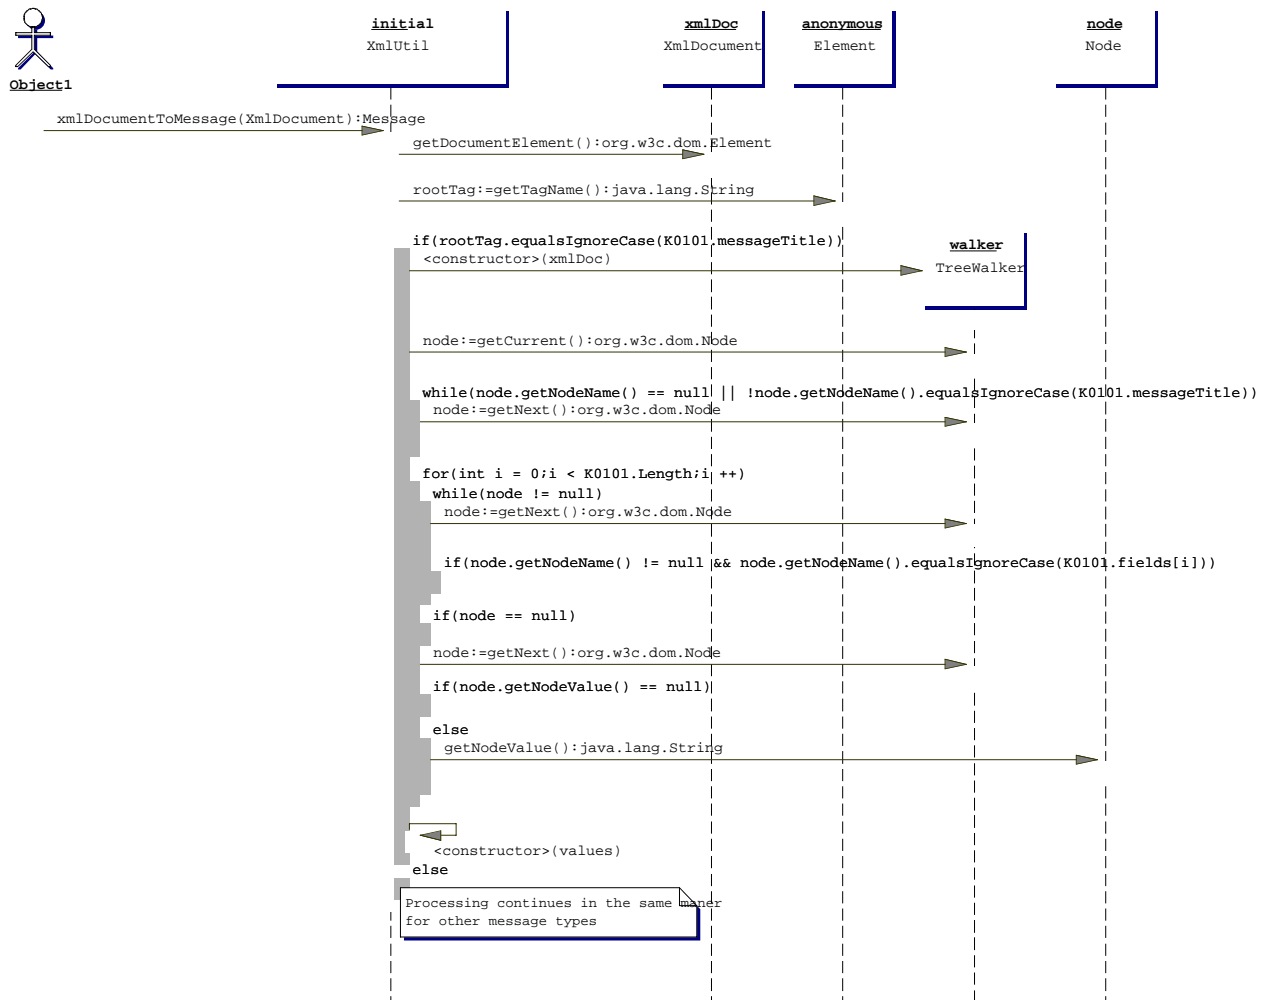 initial
XmlUtil
xmlDoc
XmlDocument
anonymous
Element
node
Node
Object1
xmlDocumentToMessage(XmlDocument):Message
getDocumentElement():org.w3c.dom.Element
rootTag:=getTagName():java.lang.String
if(rootTag.equalsIgnoreCase(K0101.messageTitle))
<constructor>(xmlDoc)
walker
TreeWalker
node:=getCurrent():org.w3c.dom.Node
while(node.getNodeName() == null || !node.getNodeName().equalsIgnoreCase(K0101.messageTitle))
node:=getNext():org.w3c.dom.Node
for(int i = 0;i < K0101.Length;i ++)
while(node != null)
node:=getNext():org.w3c.dom.Node
if(node.getNodeName() != null && node.getNodeName().equalsIgnoreCase(K0101.fields[i]))
if(node == null)
node:=getNext():org.w3c.dom.Node
if(node.getNodeValue() == null)
else
getNodeValue():java.lang.String
<constructor>(values)
else
Processing continues in the same maner
for other message types